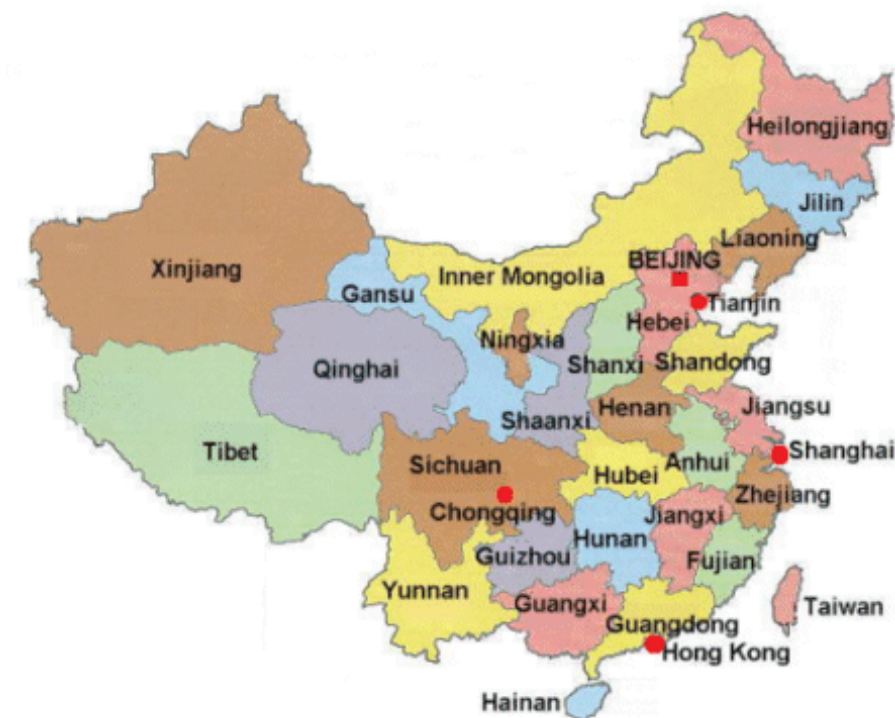 Heilongjiang
Jilin
Liaoning
BEIJING
Xinjiang
Inner Mongolia
Gansu
Tianjin
Hebei
Ningxia
Shanxi
Shandong
Qinghai
Henan
Jiangsu
Shaanxi
Tibet
Shanghai
Sichuan
Anhui
Hubei
Zhejiang
Chongqing
Jiangxi
Hunan
Guizhou
Fujian
Yunnan
Guangxi
Taiwan
Guangdong
Hong Kong
Hainan